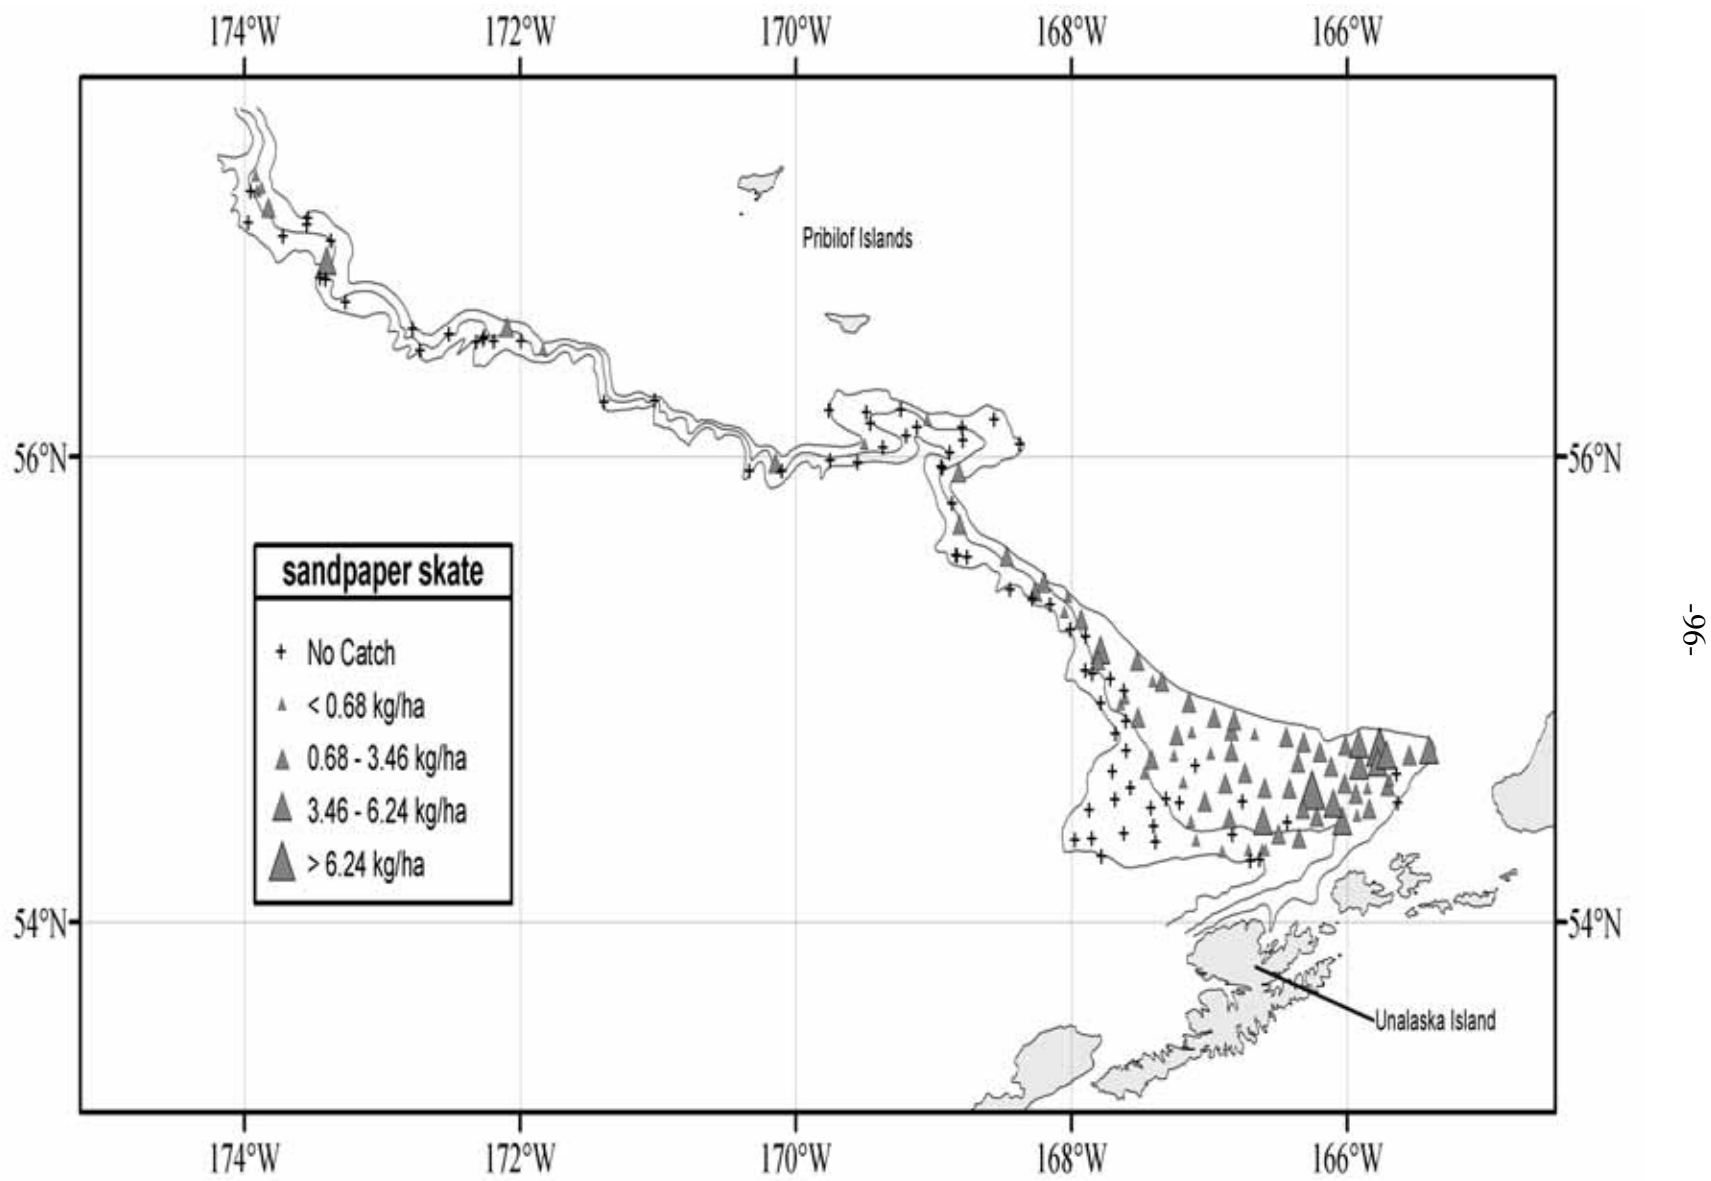 174°W 172°W 170°W 168°W 166°W
Pribilof Islands
56°N 56°N
sandpaper skate
No Catch
< 0.68 kg/ha
0.68 - 3.46 kg/ha
3.46 - 6.24 kg/ha
> 6.24 kg/ha
-96-
54°N 54°N
Unalaska Island
174°W 172°W 170°W 168°W 166°W